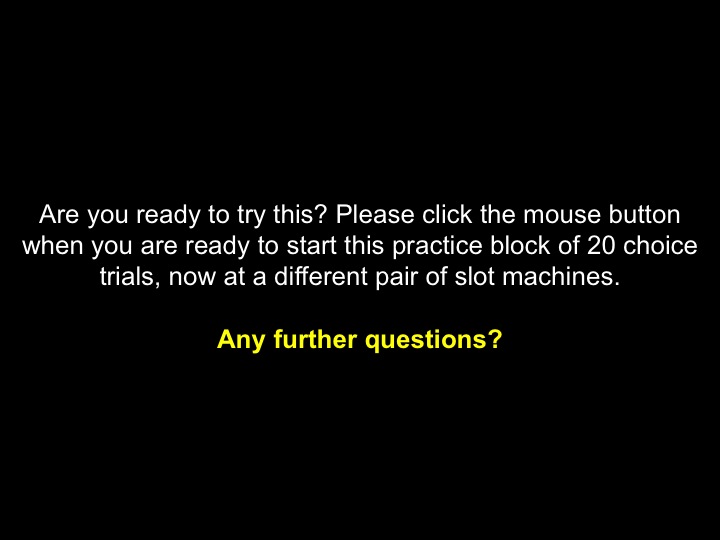 Are you ready to try this? Please click the mouse button
when you are ready to start this practice block of 20 choice
trials, now at a different pair of slot machines.
Any further questions?